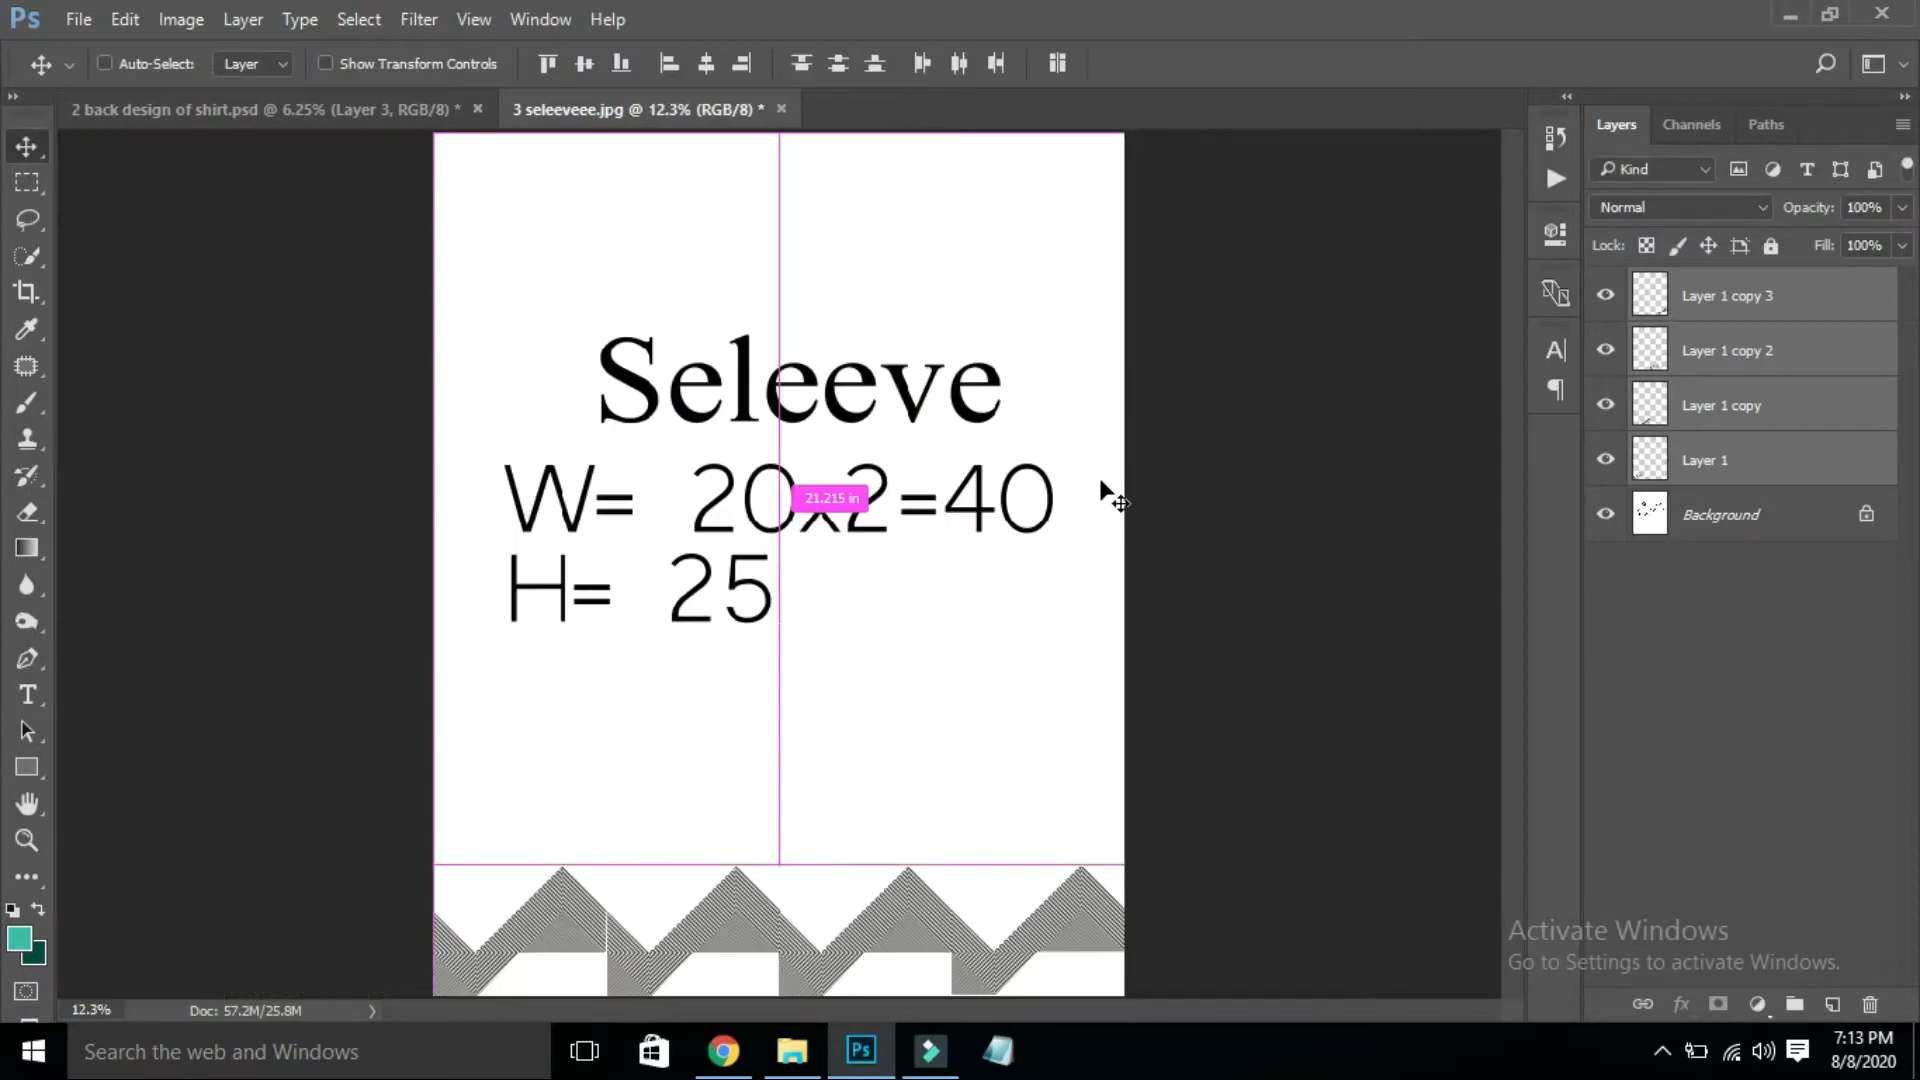 Ps File Edit Image Layer Type Select Filter View Window Help
Auto-Select: Layer Show Transform Controls
2 back design of shirt.psd @ 6.25% (Layer 3, RGB/8) * × 3 seleeveee.jpg @ 12.3% (RGB/8) * ×
Layers Channels Paths
Kind
Normal Opacity: 100%
Lock: Fill: 100%
Layer 1 copy 3
Layer 1 copy 2
Layer 1 copy
Layer 1
Background
Seleeve
W= 20x2=40
21.215 in
H= 25
Activate Windows
Go to Settings to activate Windows.
12.3% Doc: 57.2M/25.8M
Search the web and Windows
Ps
7:13 PM
8/8/2020